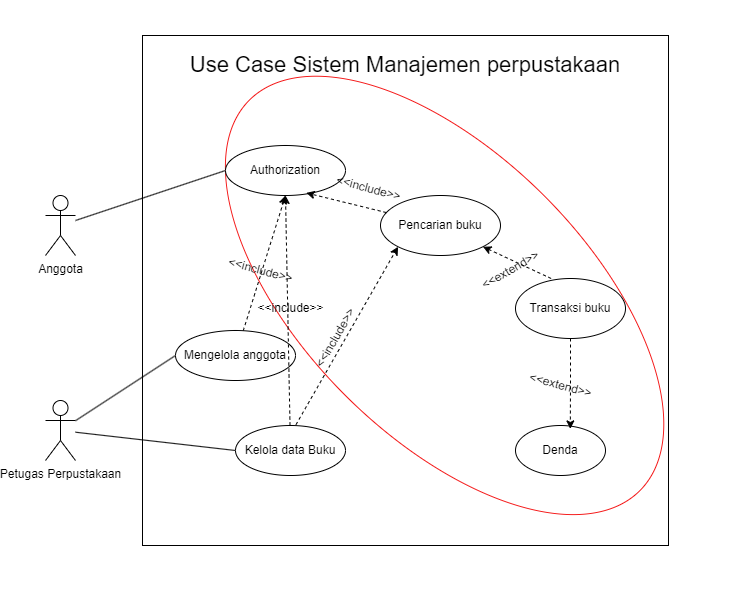 Use Case Sistem Manajemen perpustakaan
Authorization
<<include>>
Pencarian buku
Anggota
<<include>>
<<extend>>
<<include>>
Transaksi buku
<<include>>
Mengelola anggota
<<extend>>
Petugas Perpustakaan
Kelola data Buku
Denda